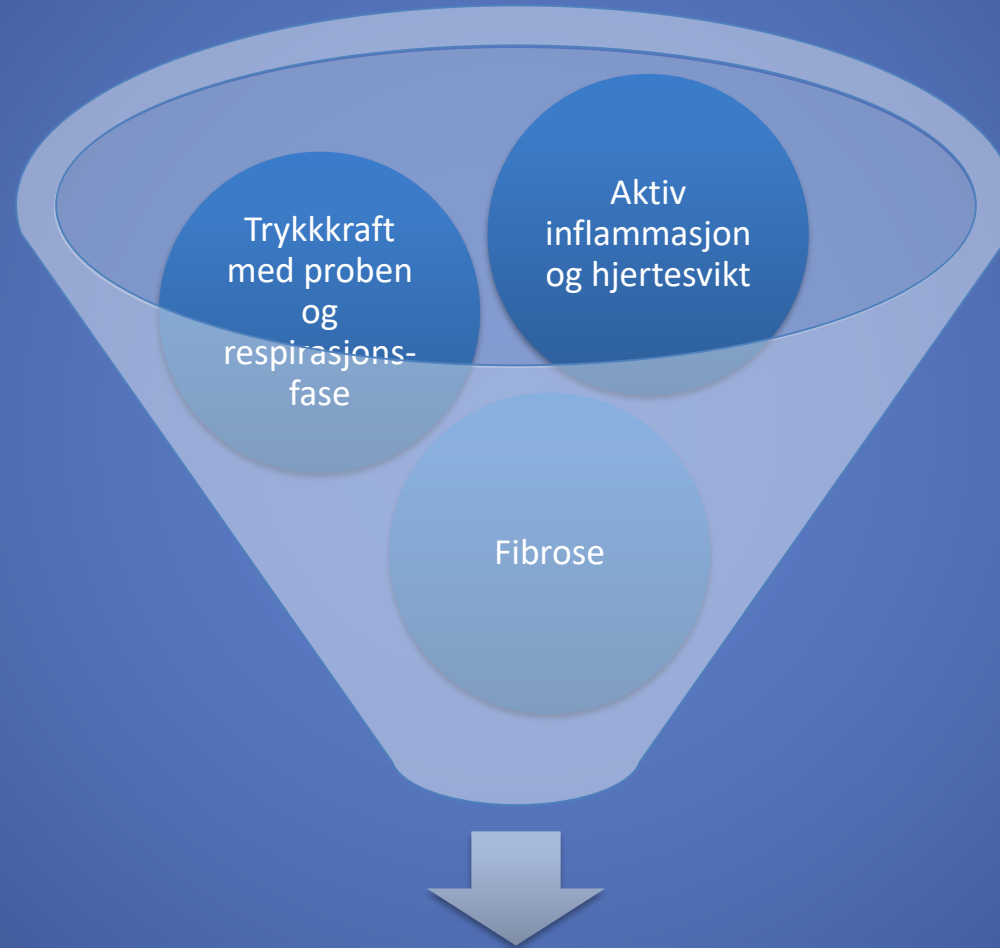 Trykkkraft
med proben
og
respirasjons-
fase
Aktiv
inflammasjon
og hjertesvikt
Fibrose